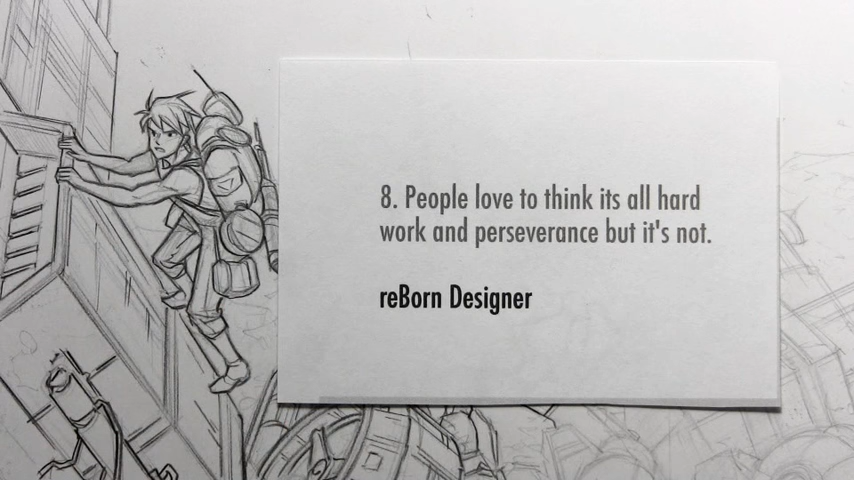 8. People love to think its all hard
work and perseverance but it's not.
reBorn Designer